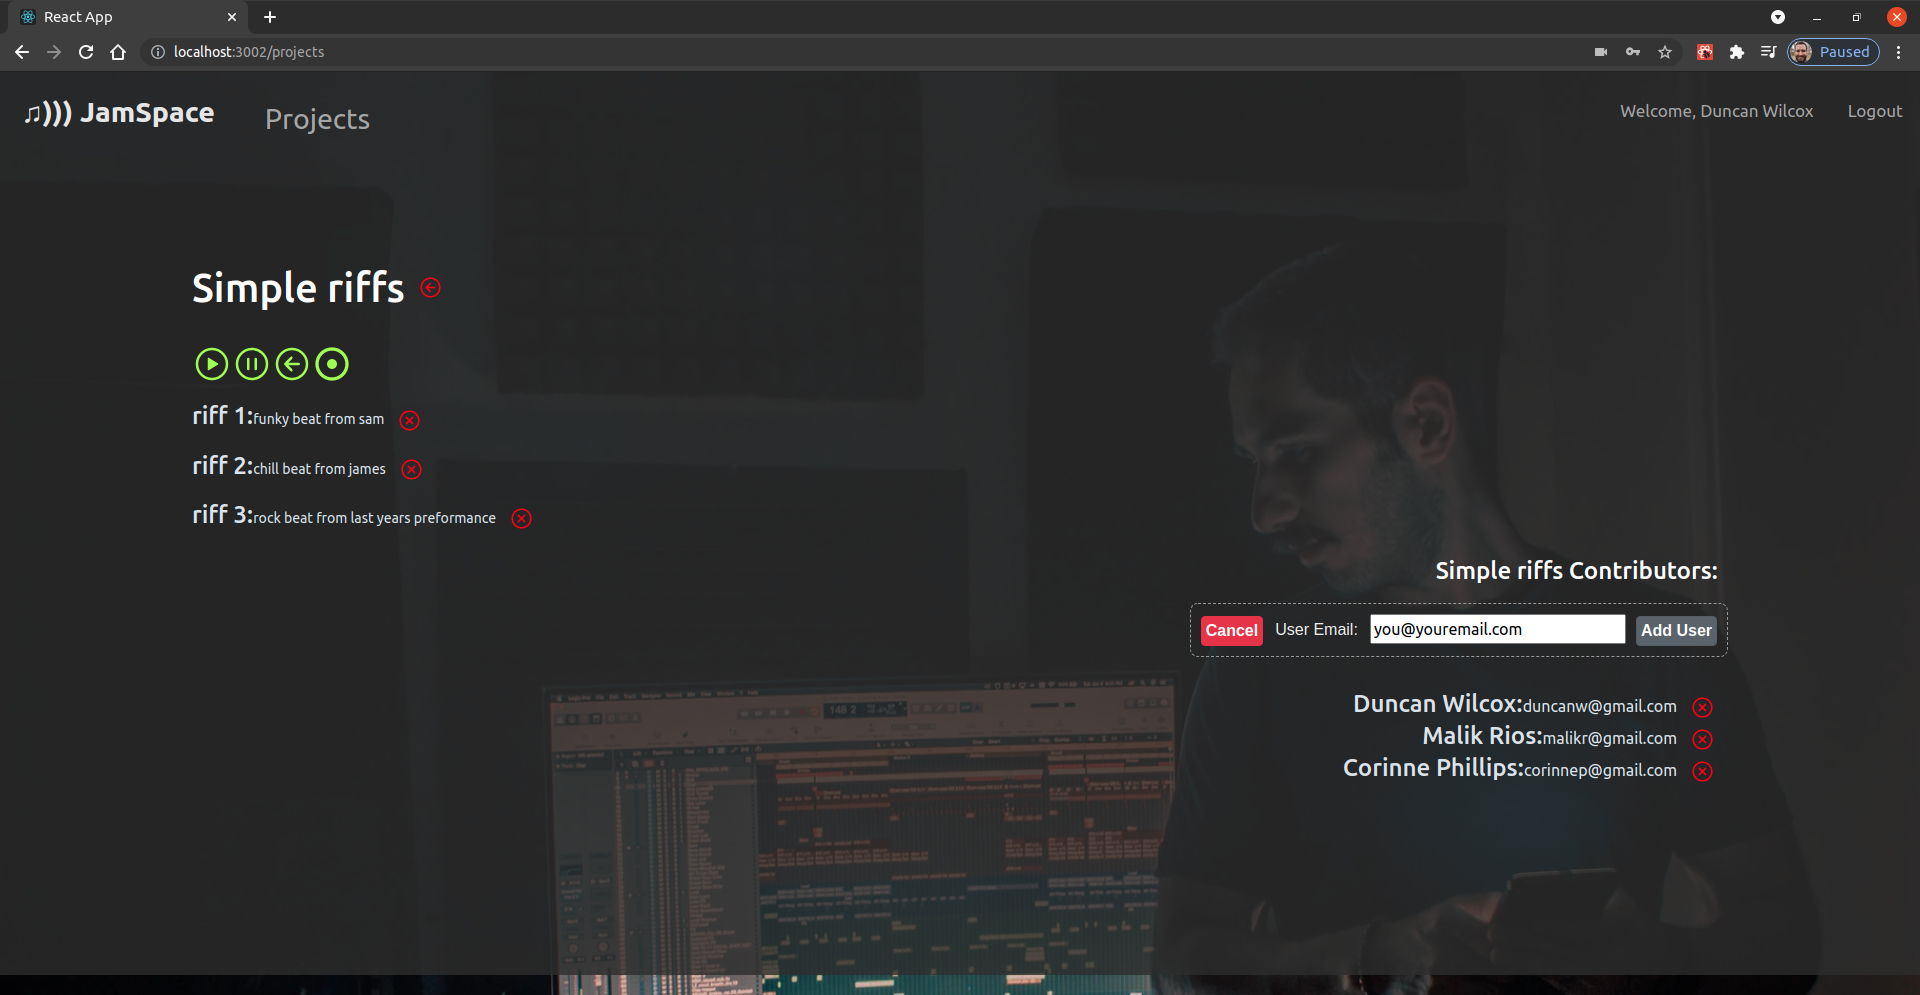 React App
localhost:3002/projects
Paused
♫))) JamSpace
Projects
Welcome, Duncan Wilcox
Logout
Simple riffs
riff 1:funky beat from sam
riff 2:chill beat from james
riff 3:rock beat from last years preformance
Simple riffs Contributors:
Cancel User Email: you@youremail.com Add User
Duncan Wilcox:duncanw@gmail.com
Malik Rios:malikr@gmail.com
Corinne Phillips:corinnep@gmail.com
148 2